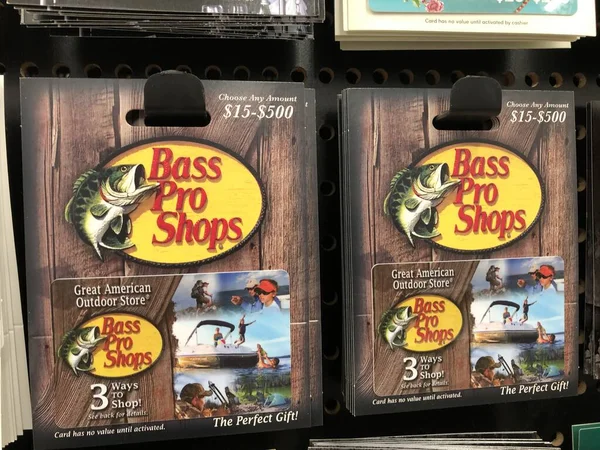 Card has no value until activated by cashier
Choose Any Amount
$15-$500
Bass
Pro
Shops
Great American
Outdoor Store®
Bass
Pro
Shops
3 Ways
TO
Shop!
See back for details.
Card has no value until activated.
The Perfect Gift!
Choose Any Amount
$15-$500
Bass
Pro
Shops
Great American
Outdoor Store®
Bass
Pro
Shops
3 Ways
TO
Shop!
See back for details.
Card has no value until activated.
The Perfect Gift!